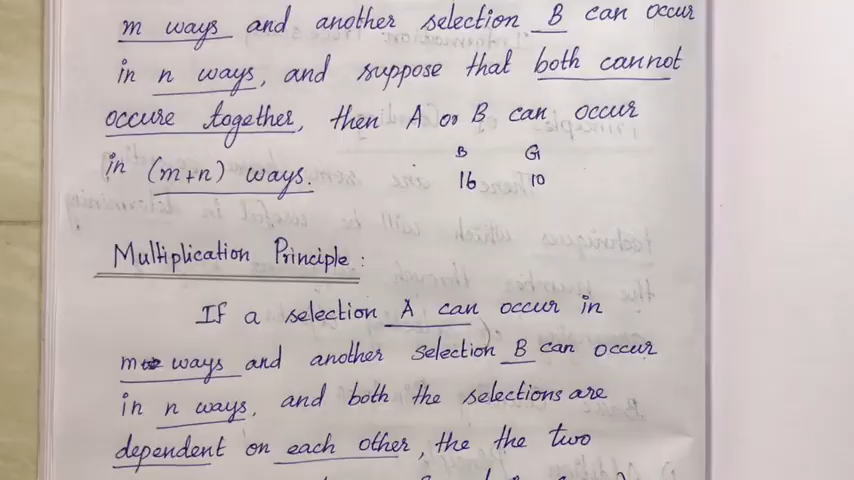 m ways and another selection B can occur
in n ways, and suppose that both cannot
occure together, then A or B can occur
B G
in (m+n) ways. 16 10
Multiplication Principle :
If a selection A can occur in
m ways and another selection B can occur
in n ways, and both the selections are
dependent on each other, the the two